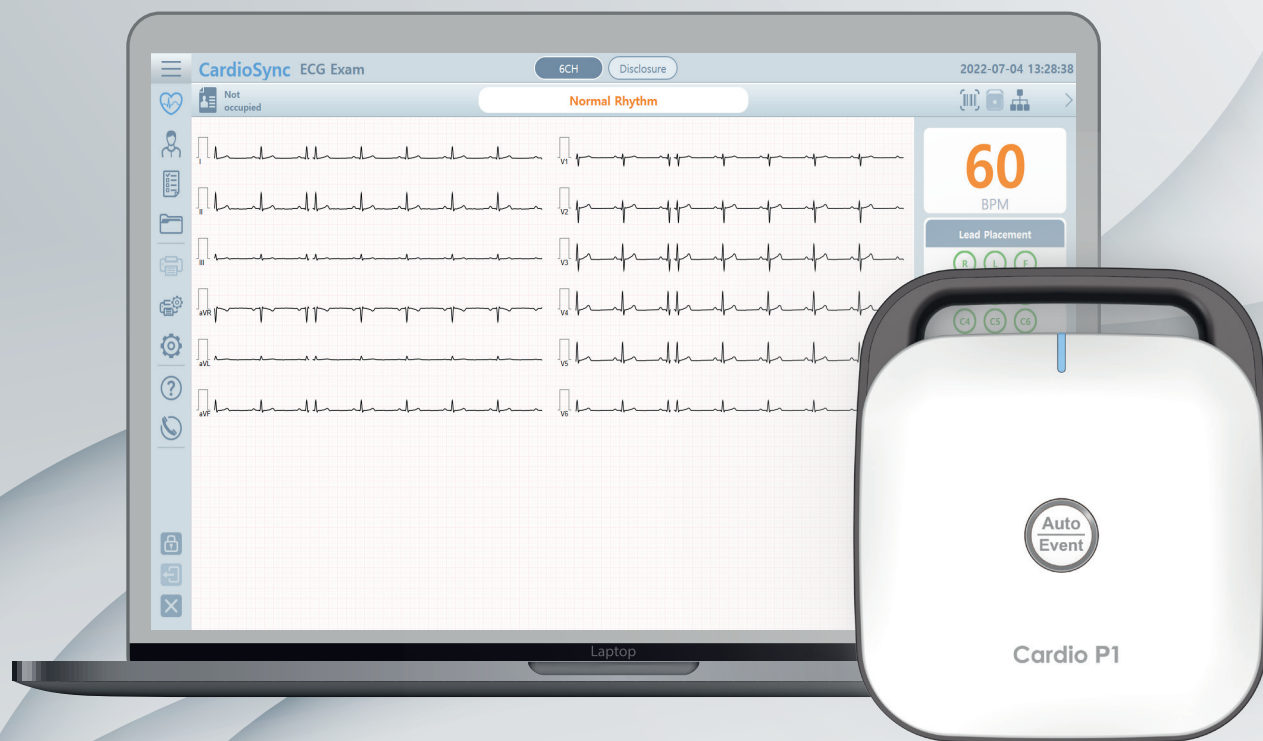 CardioSync ECG Exam
6CH
Disclosure
2022-07-04 13:28:38
Not
occupied
Normal Rhythm
I
II
III
aVR
aVL
aVF
V1
V2
V3
V4
V5
V6
60
BPM
Lead Placement
R L F
C4 C5 C6
Laptop
Auto
Event
Cardio P1